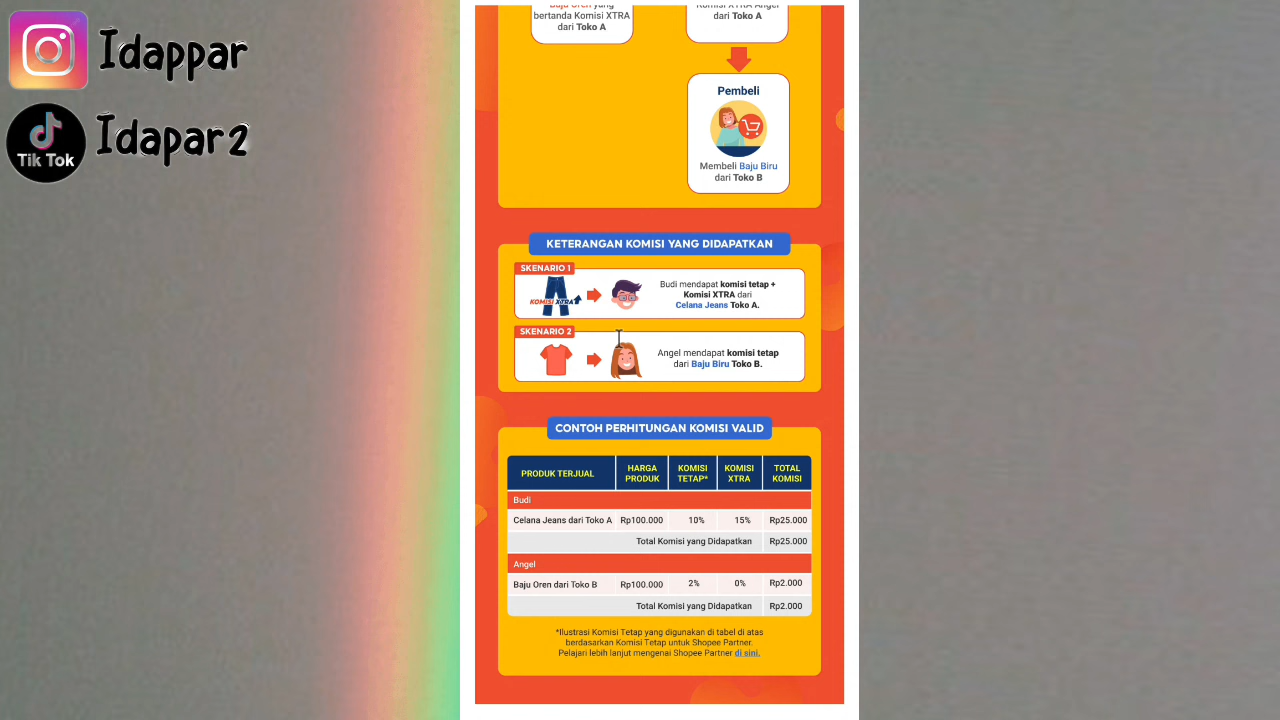 Idappar
Tik Tok
Idapar2
Baju Oren yang
bertanda Komisi XTRA
dari Toko A
Komisi XTRA Angel
dari Toko A
Pembeli
Membeli Baju Biru
dari Toko B
KETERANGAN KOMISI YANG DIDAPATKAN
SKENARIO 1
KOMISI XTRA
Budi mendapat komisi tetap +
Komisi XTRA dari
Celana Jeans Toko A.
SKENARIO 2
Angel mendapat komisi tetap
dari Baju Biru Toko B.
CONTOH PERHITUNGAN KOMISI VALID
PRODUK TERJUAL HARGA PRODUK KOMISI TETAP* KOMISI XTRA TOTAL KOMISI
Budi
Celana Jeans dari Toko A Rp100.000 10% 15% Rp25.000
Total Komisi yang Didapatkan Rp25.000
Angel
Baju Oren dari Toko B Rp100.000 2% 0% Rp2.000
Total Komisi yang Didapatkan Rp2.000
*Ilustrasi Komisi Tetap yang digunakan di tabel di atas
berdasarkan Komisi Tetap untuk Shopee Partner.
Pelajari lebih lanjut mengenai Shopee Partner di sini.